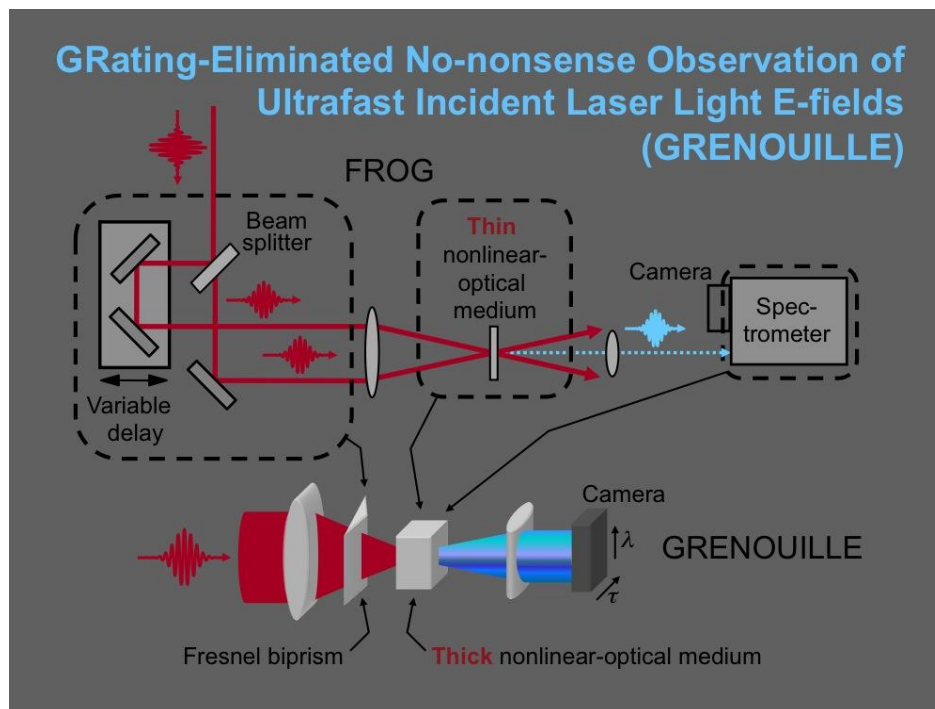 GRating-Eliminated No-nonsense Observation of
Ultrafast Incident Laser Light E-fields
(GRENOUILLE)
FROG
Beam
splitter
Thin
nonlinear-
optical
medium
Camera
Spec-
trometer
Variable
delay
Camera
λ
τ
GRENOUILLE
Fresnel biprism
Thick nonlinear-optical medium